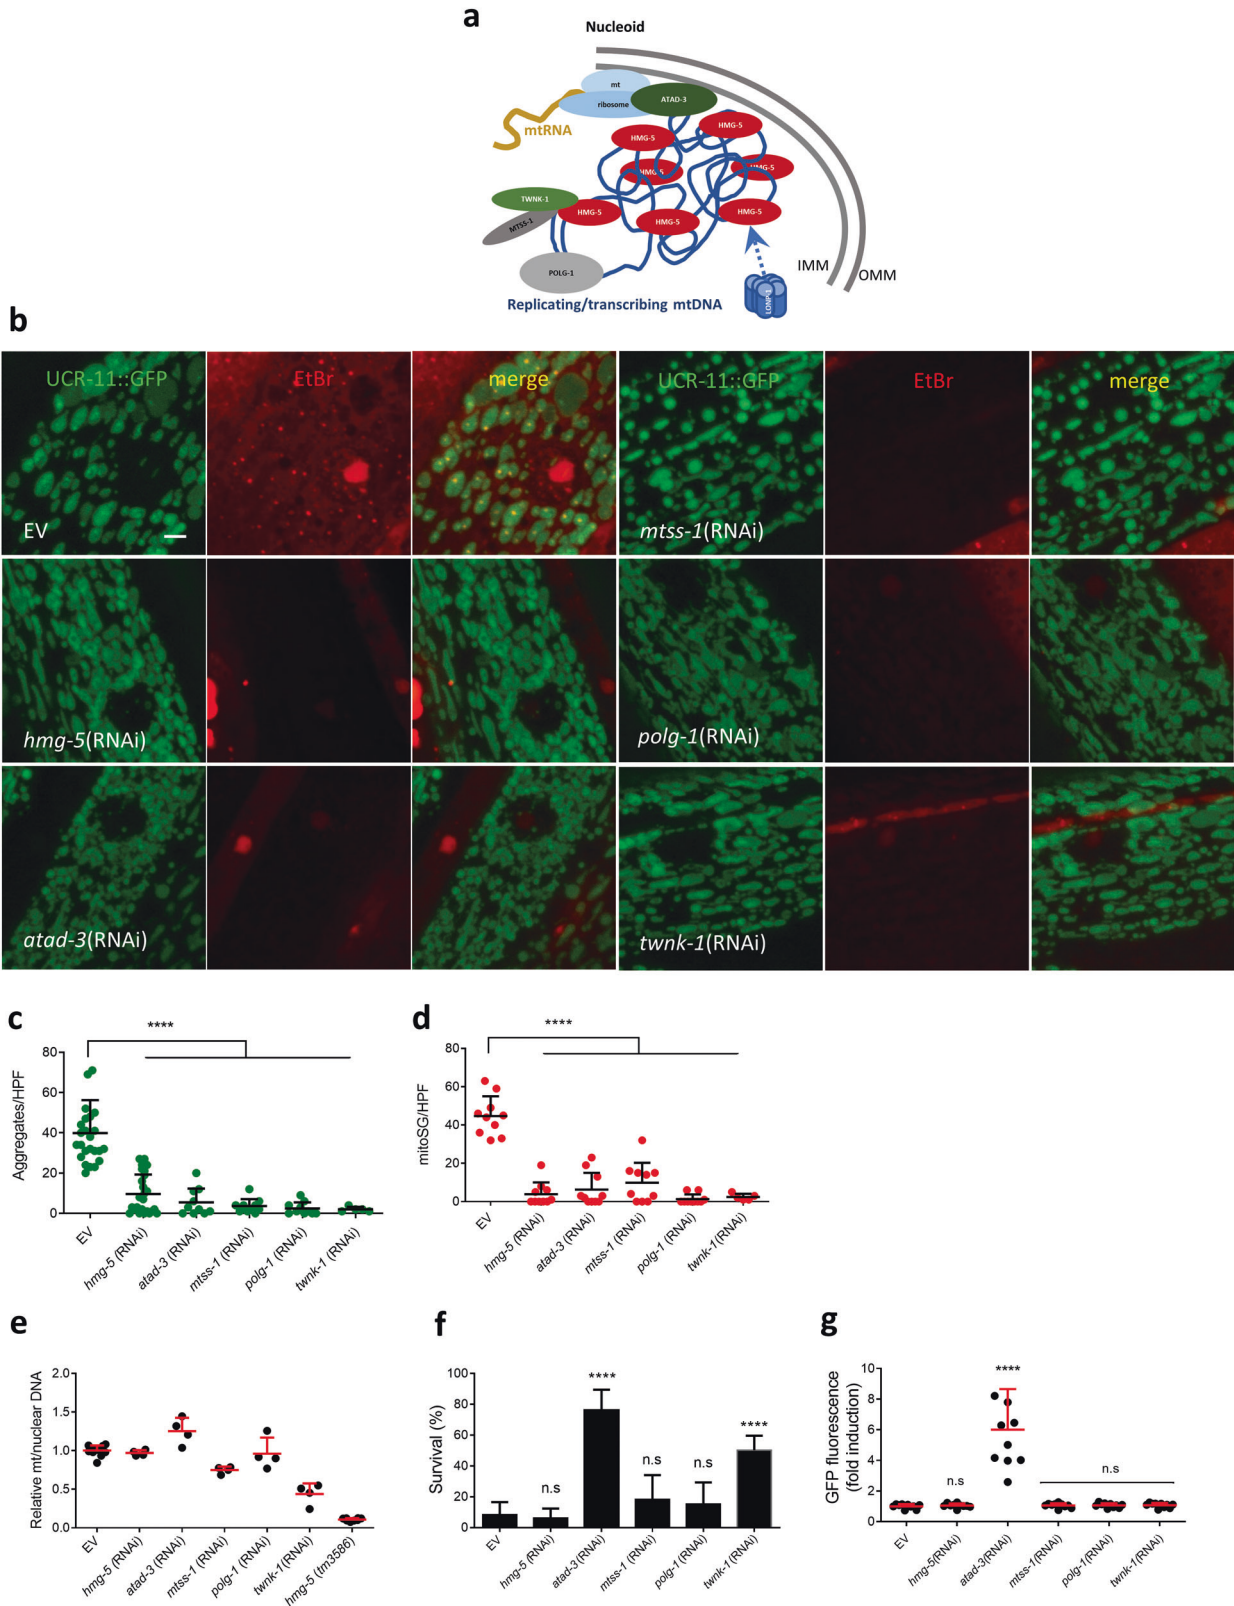 a
Nucleoid
mt
ribosome
ATAD-3
mtRNA
HMG-5
HMG-5
HMG-5
HMG-5
TWNK-1
MTSS-1
HMG-5
HMG-5
HMG-5
POLG-1
IMM
OMM
LONP-1
Replicating/transcribing mtDNA
b
UCR-11::GFP EtBr merge UCR-11::GFP EtBr merge
EV mtss-1(RNAi)
hmg-5(RNAi) polg-1(RNAi)
atad-3(RNAi) twnk-1(RNAi)
c
****
Aggregates/HPF
80
60
40
20
0
EV
hmg-5 (RNAi)
atad-3 (RNAi)
mtss-1 (RNAi)
polg-1 (RNAi)
twnk-1 (RNAi)
d
****
mitoSG/HPF
80
60
40
20
0
EV
hmg-5 (RNAi)
atad-3 (RNAi)
mtss-1 (RNAi)
polg-1 (RNAi)
twnk-1 (RNAi)
e
Relative mt/nuclear DNA
2.0
1.5
1.0
0.5
0.0
EV
hmg-5 (RNAi)
atad-3 (RNAi)
mtss-1 (RNAi)
polg-1 (RNAi)
twnk-1(RNAi)
hmg-5 (tm3586)
f
Survival (%)
100
80
60
40
20
0
n.s
****
n.s
n.s
****
EV
hmg-5 (RNAi)
atad-3 (RNAi)
mtss-1 (RNAi)
polg-1 (RNAi)
twnk-1 (RNAi)
g
GFP fluorescence
(fold induction)
10
8
6
4
2
0
n.s
****
n.s
EV
hmg-5(RNAi)
atad-3(RNAi)
mtss-1(RNAi)
polg-1(RNAi)
twnk-1(RNAi)